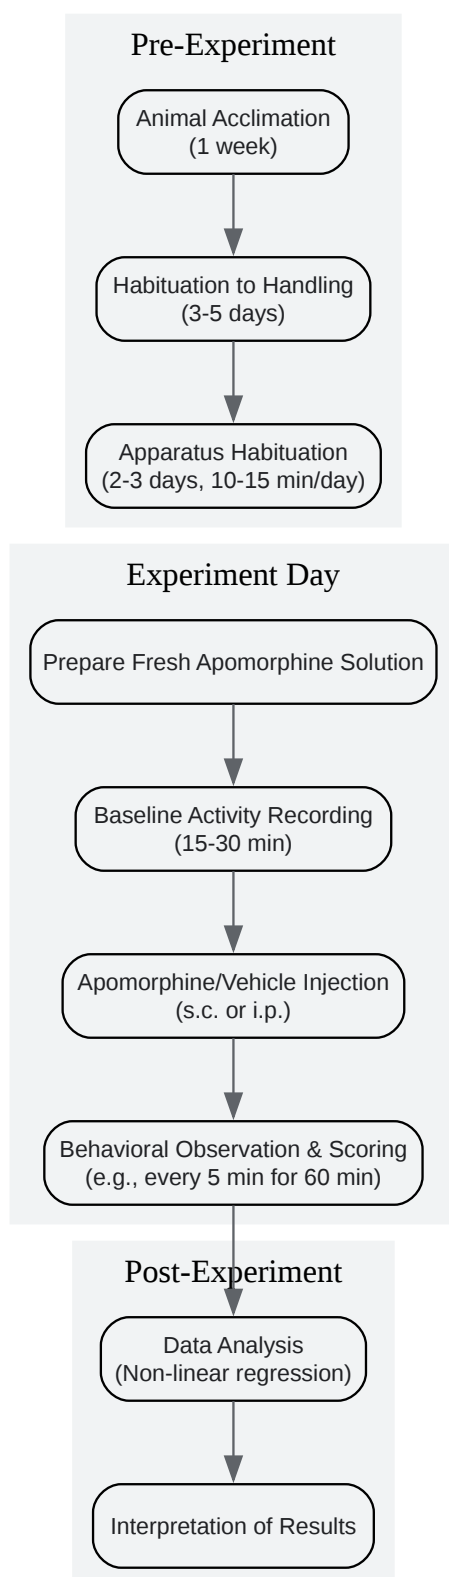 Pre-Experiment
Animal Acclimation
(1 week)
Habituation to Handling
(3-5 days)
Apparatus Habituation
(2-3 days, 10-15 min/day)
Experiment Day
Prepare Fresh Apomorphine Solution
Baseline Activity Recording
(15-30 min)
Apomorphine/Vehicle Injection
(s.c. or i.p.)
Behavioral Observation & Scoring
(e.g., every 5 min for 60 min)
Post-Experiment
Data Analysis
(Non-linear regression)
Interpretation of Results